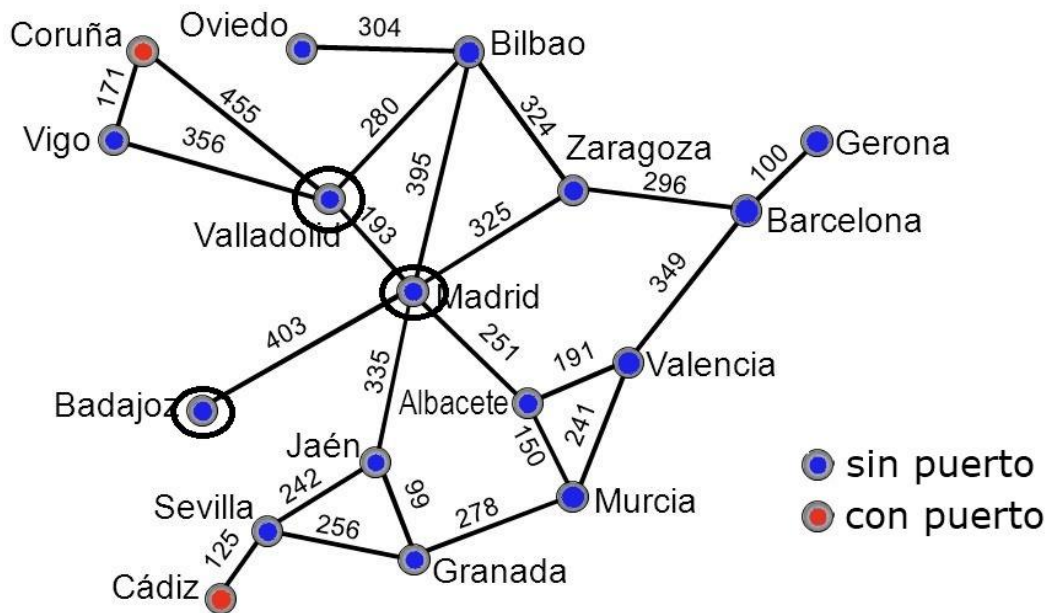 Oviedo
304
Coruña
Bilbao
171
455
280
324
Vigo
356
395
Zaragoza
100
Gerona
296
Valladolid
193
325
Barcelona
349
Madrid
403
251
335
191
Valencia
Badajoz
Albacete
150
241
Jaén
242
99
278
Murcia
Sevilla
256
125
Granada
Cádiz
sin puerto
con puerto